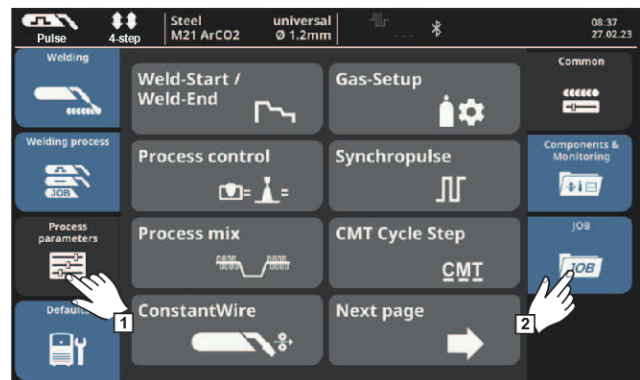 Pulse
4-step
Steel universal
M21 ArCO2 Ø 1.2mm
---
08:37
27.02.23
Welding
Welding process
JOB
Process
parameters
Defaults
Weld-Start /
Weld-End
Gas-Setup
Process control
Synchropulse
Process mix
CMT Cycle Step
CMT
ConstantWire
Next page
Common
Components &
Monitoring
JOB
JOB
1
2